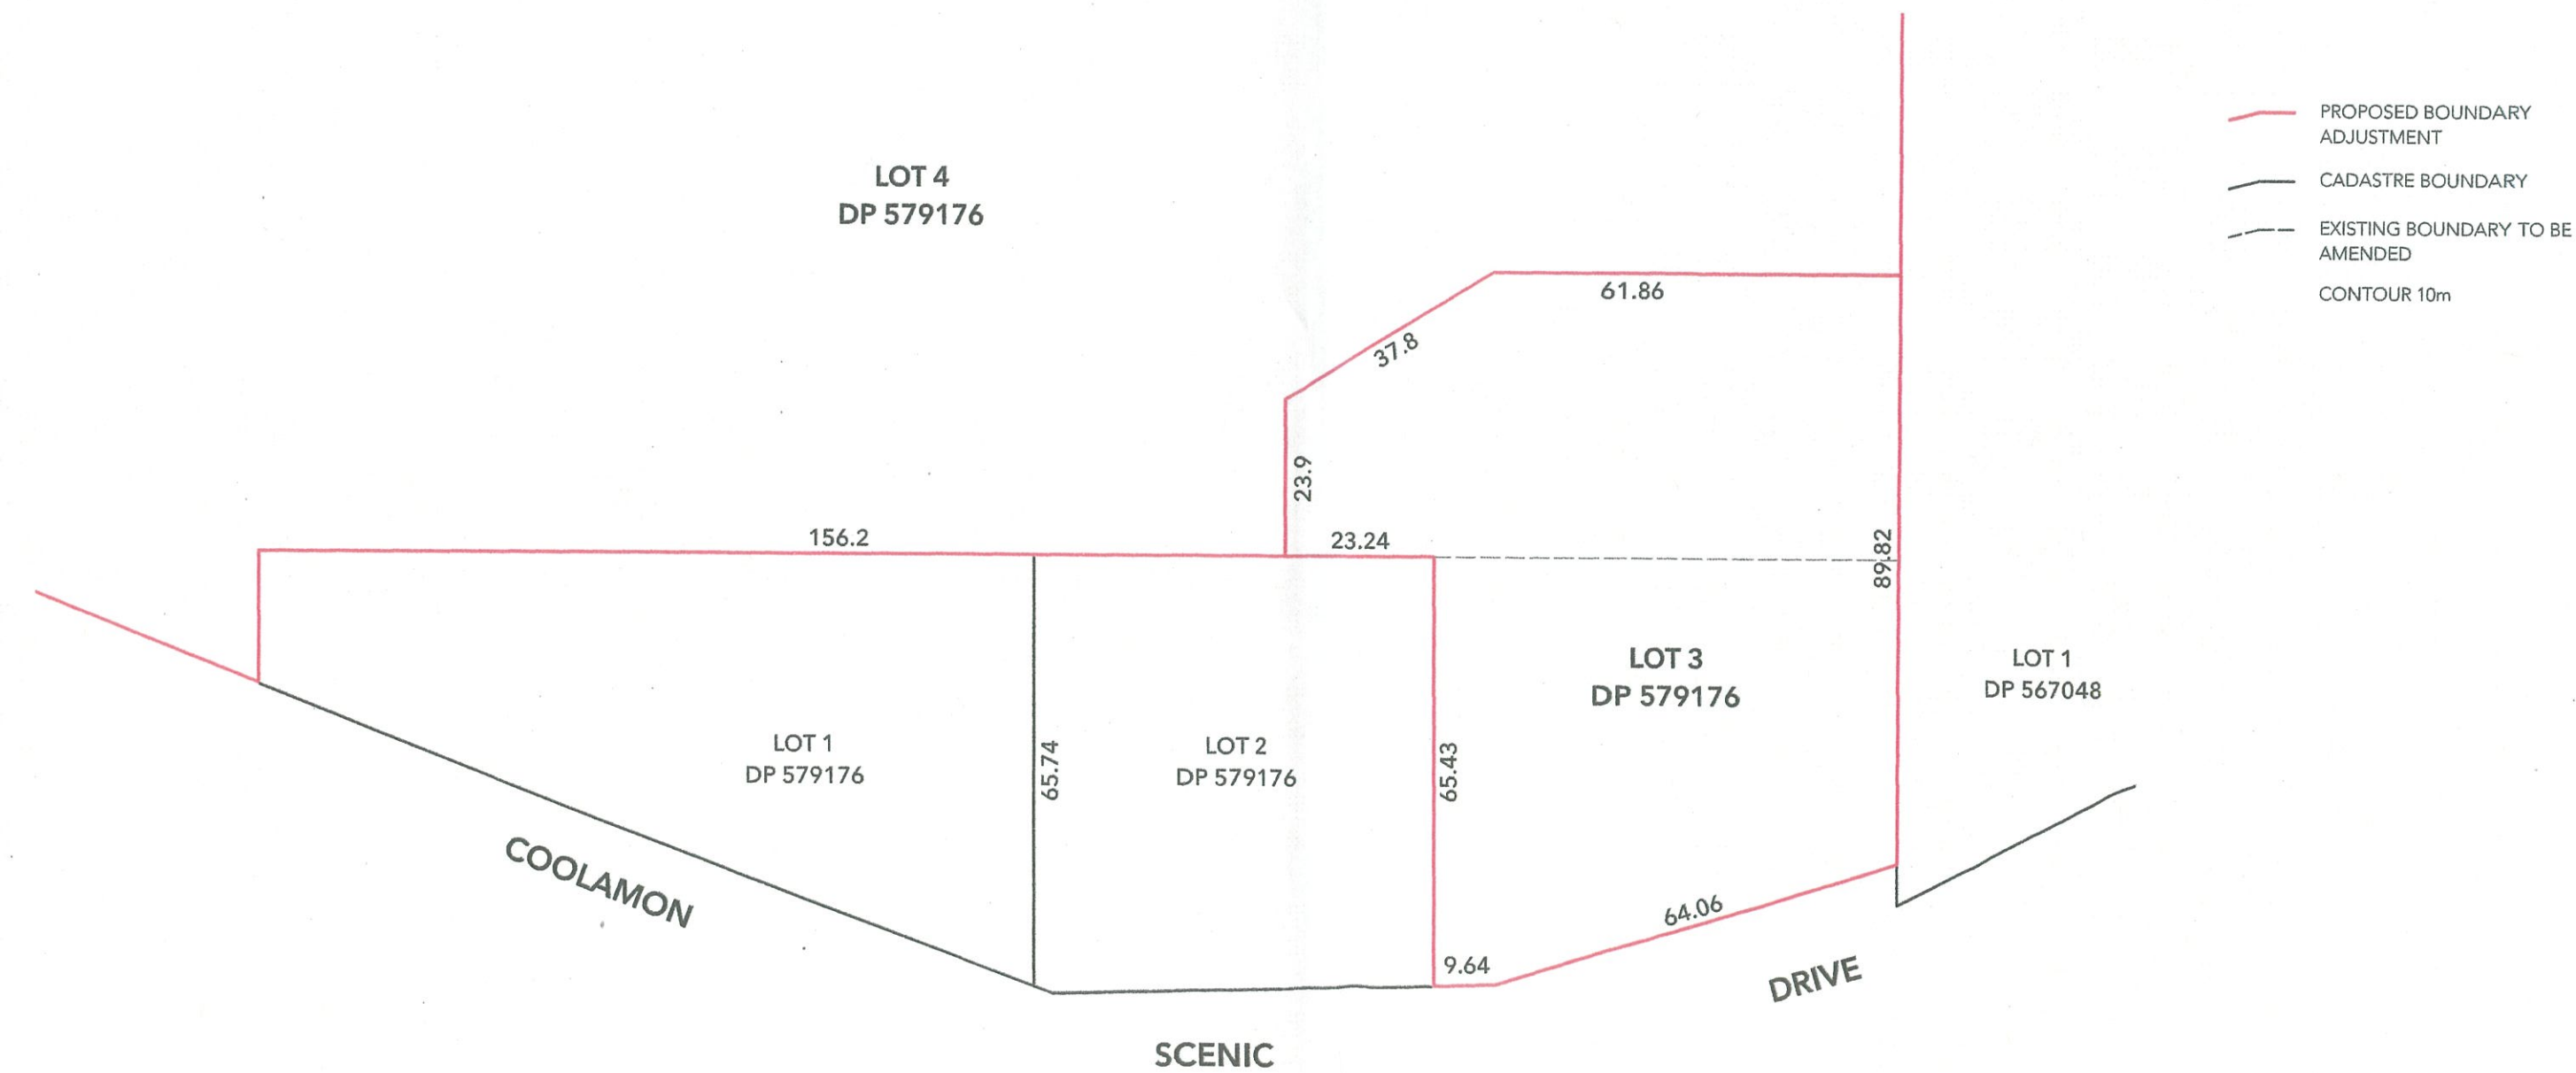 PROPOSED BOUNDARY
ADJUSTMENT
CADASTRE BOUNDARY
EXISTING BOUNDARY TO BE
AMENDED
CONTOUR 10m
LOT 4
DP 579176
61.86
37.8
23.9
156.2
23.24
89.82
LOT 3
DP 579176
LOT 1
DP 567048
LOT 1
DP 579176
65.74
LOT 2
DP 579176
65.43
COOLAMON
64.06
9.64
DRIVE
SCENIC